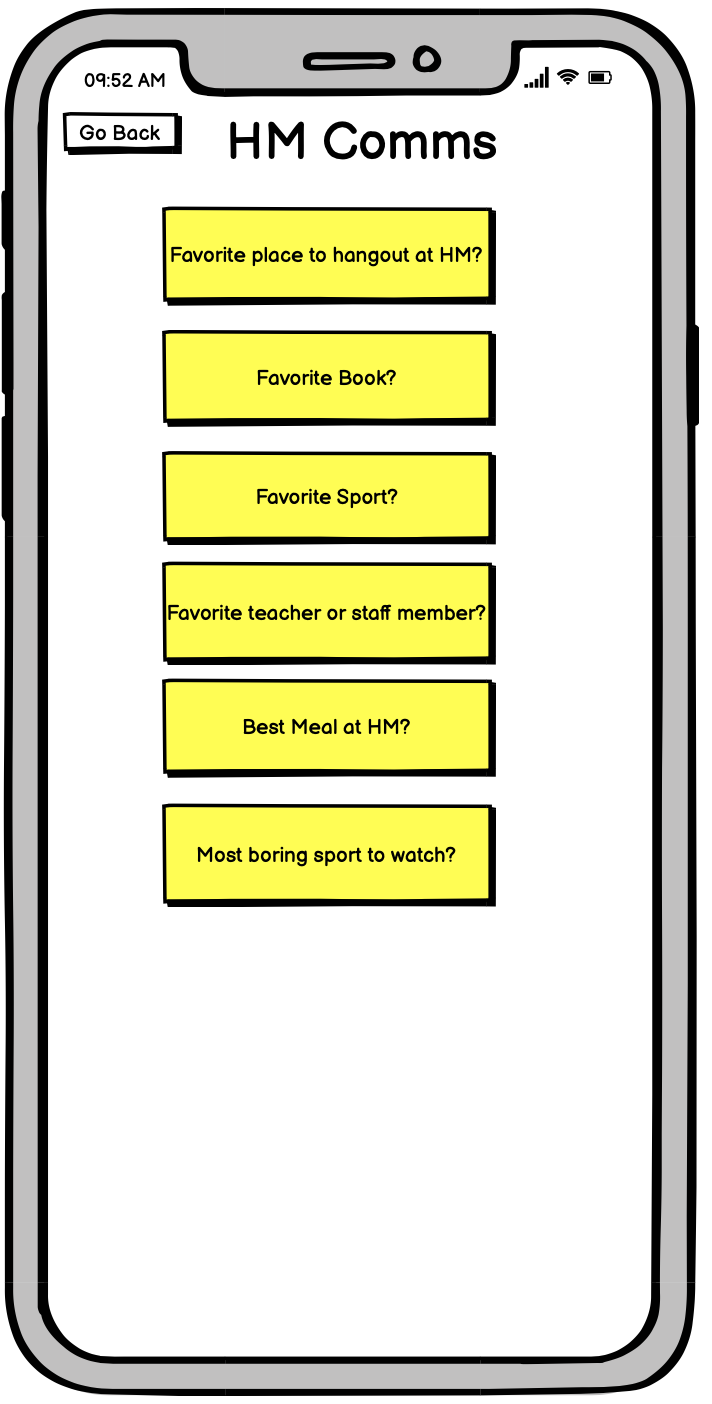 09:52 AM
Go Back
HM Comms
Favorite place to hangout at HM?
Favorite Book?
Favorite Sport?
Favorite teacher or staff member?
Best Meal at HM?
Most boring sport to watch?